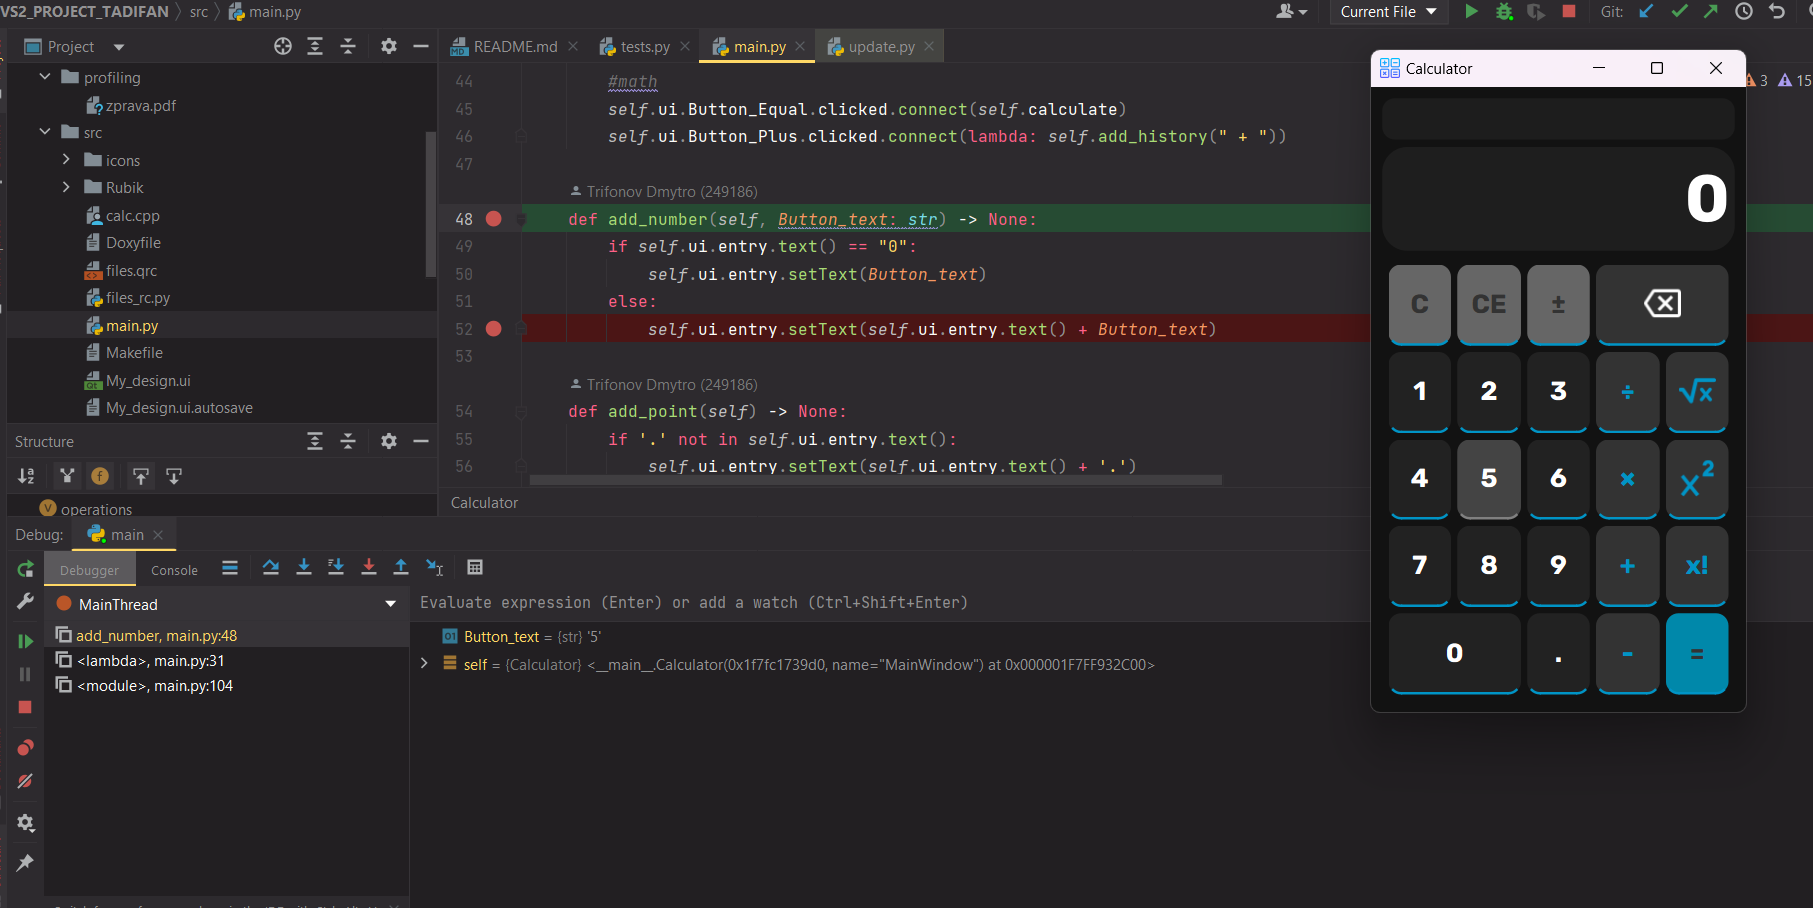 VS2_PROJECT_TADIFAN
src
main.py
Current File
Git:
Project
README.md
tests.py
main.py
update.py
3
15
profiling
zprava.pdf
src
icons
Rubik
calc.cpp
Doxyfile
files.qrc
files_rc.py
main.py
Makefile
My_design.ui
My_design.ui.autosave
44 #math
45 self.ui.Button_Equal.clicked.connect(self.calculate)
46 self.ui.Button_Plus.clicked.connect(lambda: self.add_history(" + "))
47
Trifonov Dmytro (249186)
48 def add_number(self, Button_text: str) -> None:
49 if self.ui.entry.text() == "0":
50 self.ui.entry.setText(Button_text)
51 else:
52 self.ui.entry.setText(self.ui.entry.text() + Button_text)
53
Trifonov Dmytro (249186)
54 def add_point(self) -> None:
55 if '.' not in self.ui.entry.text():
56 self.ui.entry.setText(self.ui.entry.text() + '.')
Calculator
Structure
operations
Debug:
main
Debugger
Console
MainThread
add_number, main.py:48
<lambda>, main.py:31
<module>, main.py:104
Evaluate expression (Enter) or add a watch (Ctrl+Shift+Enter)
Button_text = {str} '5'
self = {Calculator} <__main__.Calculator(0x1f7fc1739d0, name="MainWindow") at 0x000001F7FF932C00>
Calculator
0
C CE ±
1 2 3 ÷ √x
4 5 6 × x²
7 8 9 + x!
0 . - =